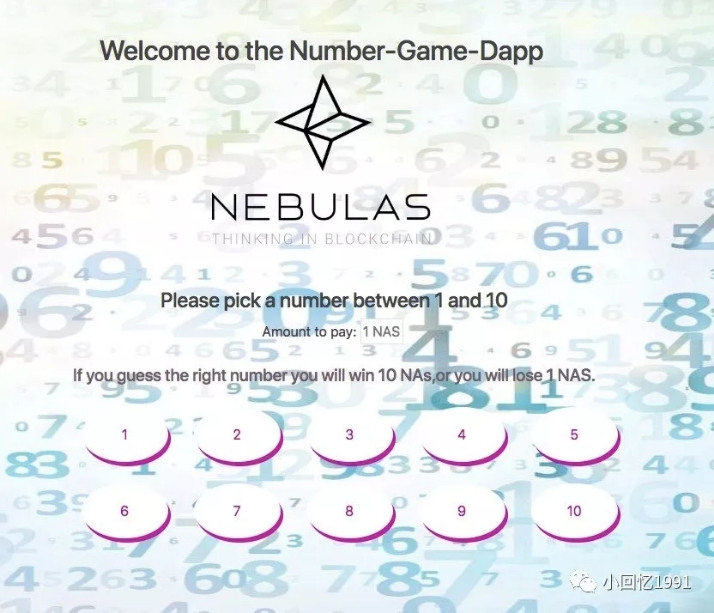 Welcome to the Number-Game-Dapp
NEBULAS
THINKING IN BLOCKCHAIN
Please pick a number between 1 and 10
Amount to pay: 1 NAS
If you guess the right number you will win 10 NAs,or you will lose 1 NAS.
1 2 3 4 5
6 7 8 9 10
小回忆1991